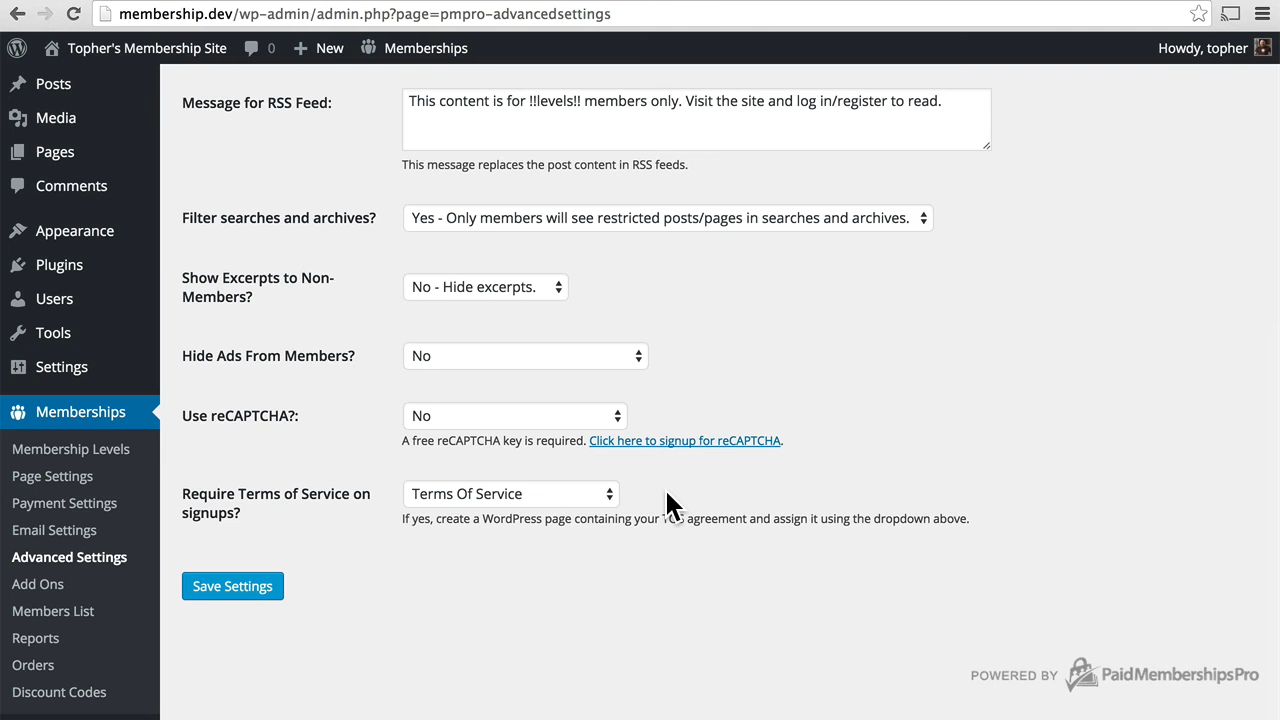 membership.dev/wp-admin/admin.php?page=pmpro-advancedsettings
Topher's Membership Site 0 New Memberships Howdy, topher
Posts
Media
Pages
Comments
Appearance
Plugins
Users
Tools
Settings
Memberships
Membership Levels
Page Settings
Payment Settings
Email Settings
Advanced Settings
Add Ons
Members List
Reports
Orders
Discount Codes
Message for RSS Feed:
This content is for !!levels!! members only. Visit the site and log in/register to read.
This message replaces the post content in RSS feeds.
Filter searches and archives?
Yes - Only members will see restricted posts/pages in searches and archives.
Show Excerpts to Non-
Members?
No - Hide excerpts.
Hide Ads From Members?
No
Use reCAPTCHA?:
No
A free reCAPTCHA key is required. Click here to signup for reCAPTCHA.
Require Terms of Service on
signups?
Terms Of Service
If yes, create a WordPress page containing your TOS agreement and assign it using the dropdown above.
Save Settings
POWERED BY PaidMembershipsPro